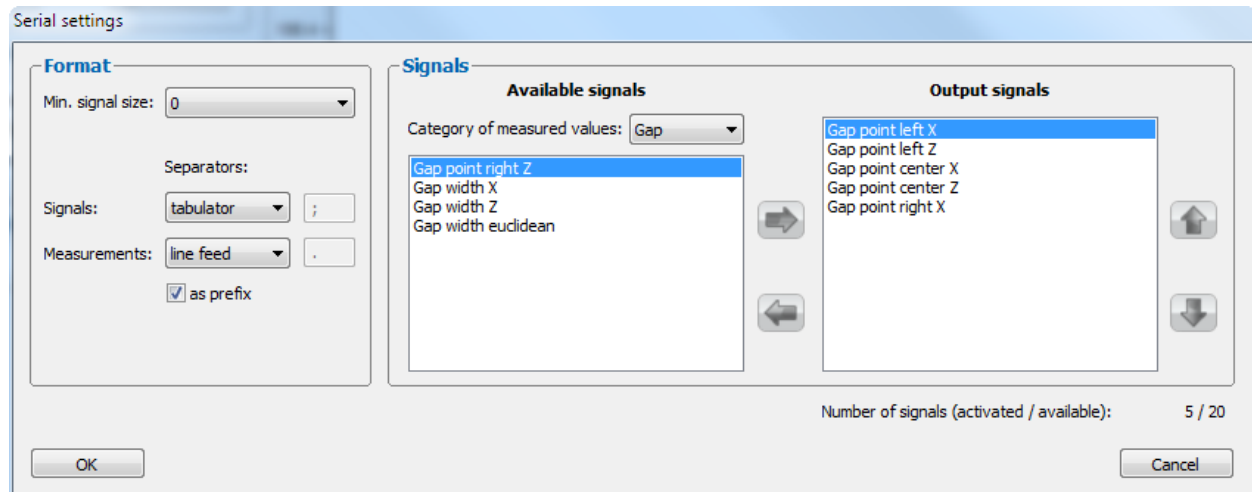 Serial settings
Format
Min. signal size: 0
Separators:
Signals: tabulator ;
Measurements: line feed .
as prefix
Signals
Available signals
Category of measured values: Gap
Gap point right Z
Gap width X
Gap width Z
Gap width euclidean
Output signals
Gap point left X
Gap point left Z
Gap point center X
Gap point center Z
Gap point right X
Number of signals (activated / available): 5 / 20
OK
Cancel